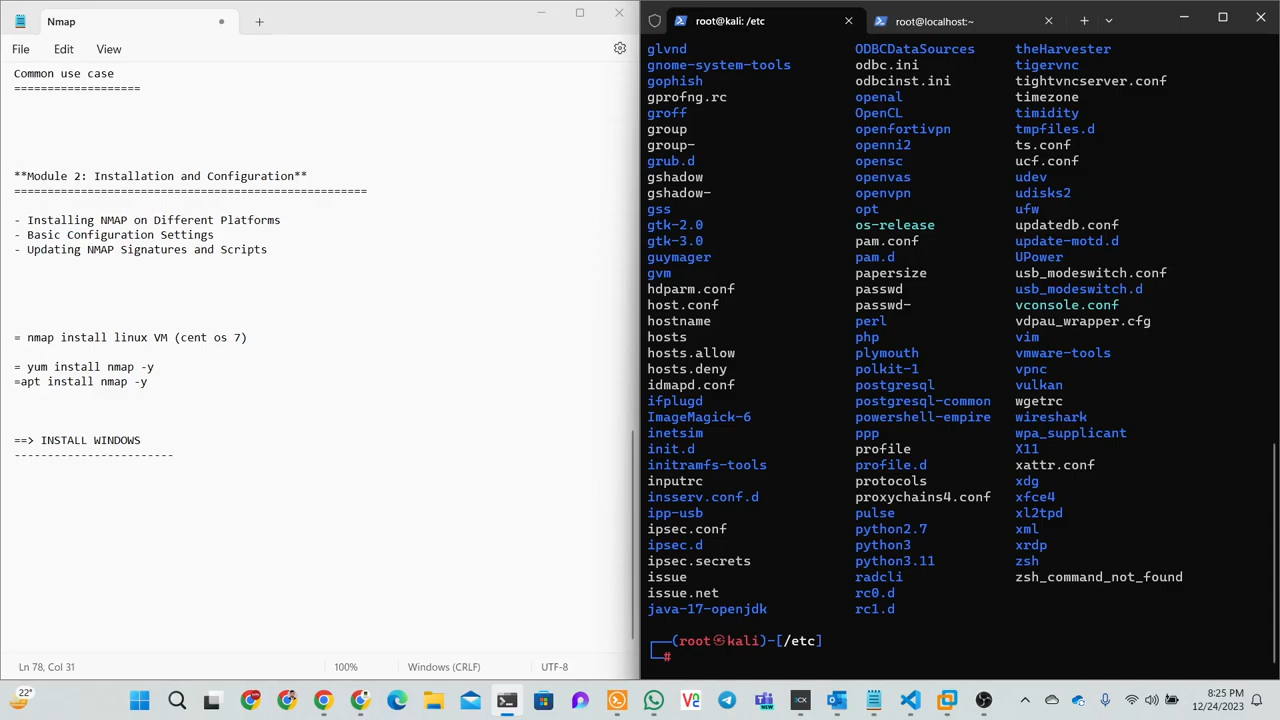 Nmap
File Edit View
Common use case
===================
**Module 2: Installation and Configuration**
=====================================================
- Installing NMAP on Different Platforms
- Basic Configuration Settings
- Updating NMAP Signatures and Scripts
= nmap install linux VM (cent os 7)
= yum install nmap -y
=apt install nmap -y
==> INSTALL WINDOWS
------------------------
Ln 78, Col 31 100% Windows (CRLF) UTF-8
root@kali: /etc root@localhost:~
glvnd ODBCDataSources theHarvester
gnome-system-tools odbc.ini tigervnc
gophish odbcinst.ini tightvncserver.conf
gprofng.rc openal timezone
groff OpenCL timidity
group openfortivpn tmpfiles.d
group- openni2 ts.conf
grub.d opensc ucf.conf
gshadow openvas udev
gshadow- openvpn udisks2
gss opt ufw
gtk-2.0 os-release updatedb.conf
gtk-3.0 pam.conf update-motd.d
guymager pam.d UPower
gvm papersize usb_modeswitch.conf
hdparm.conf passwd usb_modeswitch.d
host.conf passwd- vconsole.conf
hostname perl vdpau_wrapper.cfg
hosts php vim
hosts.allow plymouth vmware-tools
hosts.deny polkit-1 vpnc
idmapd.conf postgresql vulkan
ifplugd postgresql-common wgetrc
ImageMagick-6 powershell-empire wireshark
inetsim ppp wpa_supplicant
init.d profile X11
initramfs-tools profile.d xattr.conf
inputrc protocols xdg
insserv.conf.d proxychains4.conf xfce4
ipp-usb pulse xl2tpd
ipsec.conf python2.7 xml
ipsec.d python3 xrdp
ipsec.secrets python3.11 zsh
issue radcli zsh_command_not_found
issue.net rc0.d
java-17-openjdk rc1.d
┌──(root㉿kali)-[/etc]
└─#
22°
8:25 PM
12/24/2023